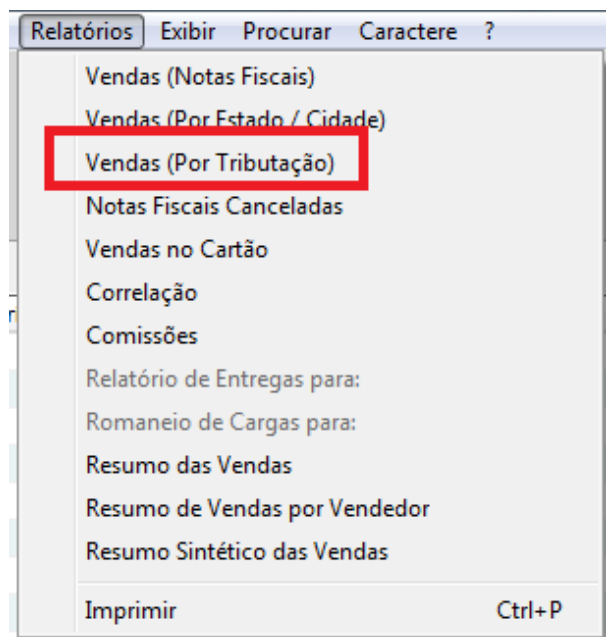 Relatórios Exibir Procurar Caractere ?
Vendas (Notas Fiscais)
Vendas (Por Estado / Cidade)
Vendas (Por Tributação)
Notas Fiscais Canceladas
Vendas no Cartão
Correlação
Comissões
Relatório de Entregas para:
Romaneio de Cargas para:
Resumo das Vendas
Resumo de Vendas por Vendedor
Resumo Sintético das Vendas
Imprimir Ctrl+P